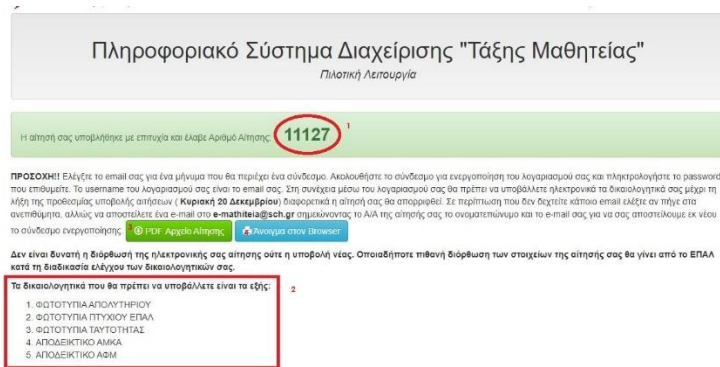 Πληροφοριακό Σύστημα Διαχείρισης "Τάξης Μαθητείας"
Πιλοτική Λειτουργία
Η αίτησή σας υποβλήθηκε με επιτυχία και έλαβε Αριθμό Αίτησης: 11127 1
ΠΡΟΣΟΧΗ!! Ελέγξτε το email σας για ένα μήνυμα που θα περιέχει ένα σύνδεσμο. Ακολουθήστε το σύνδεσμο για ενεργοποίηση του λογαριασμού σας και πληκτρολογήστε το password
που επιθυμείτε. Το username του λογαριασμού σας είναι το email σας. Στη συνέχεια μέσω του λογαριασμού σας θα πρέπει να υποβάλλετε ηλεκτρονικά τα δικαιολογητικά σας μέχρι τη
λήξη της προθεσμίας υποβολής αιτήσεων ( Κυριακή 20 Δεκεμβρίου) διαφορετικά η αίτησή σας θα απορριφθεί. Σε περίπτωση που δεν δεχτείτε κάποιο email ελέξτε αν πήγε στα
ανεπιθύμητα, αλλιώς να αποστείλετε ένα e-mail στο e-mathiteia@sch.gr σημειώνοντας το Α/Α της αίτησής σας το ονοματεπώνυμο και το e-mail σας για να σας αποστείλουμε εκ νέου
το σύνδεσμο ενεργοποίησης. 3 PDF Αρχείο Αίτησης Άνοιγμα στον Browser
Δεν είναι δυνατή η διόρθωσή της ηλεκτρονικής σας αίτησης ούτε η υποβολή νέας. Οποιαδήποτε πιθανή διόρθωση των στοιχείων της αίτησής σας θα γίνει από το ΕΠΑΛ
κατά τη διαδικασία ελέγχου των δικαιολογητικών σας.
Τα δικαιολογητικά που θα πρέπει να υποβάλλετε είναι τα εξής: 2
1. ΦΩΤΟΤΥΠΙΑ ΑΠΟΛΥΤΗΡΙΟΥ
2. ΦΩΤΟΤΥΠΙΑ ΠΤΥΧΙΟΥ ΕΠΑΛ
3. ΦΩΤΟΤΥΠΙΑ ΤΑΥΤΟΤΗΤΑΣ
4. ΑΠΟΔΕΙΚΤΙΚΟ ΑΜΚΑ
5. ΑΠΟΔΕΙΚΤΙΚΟ ΑΦΜ